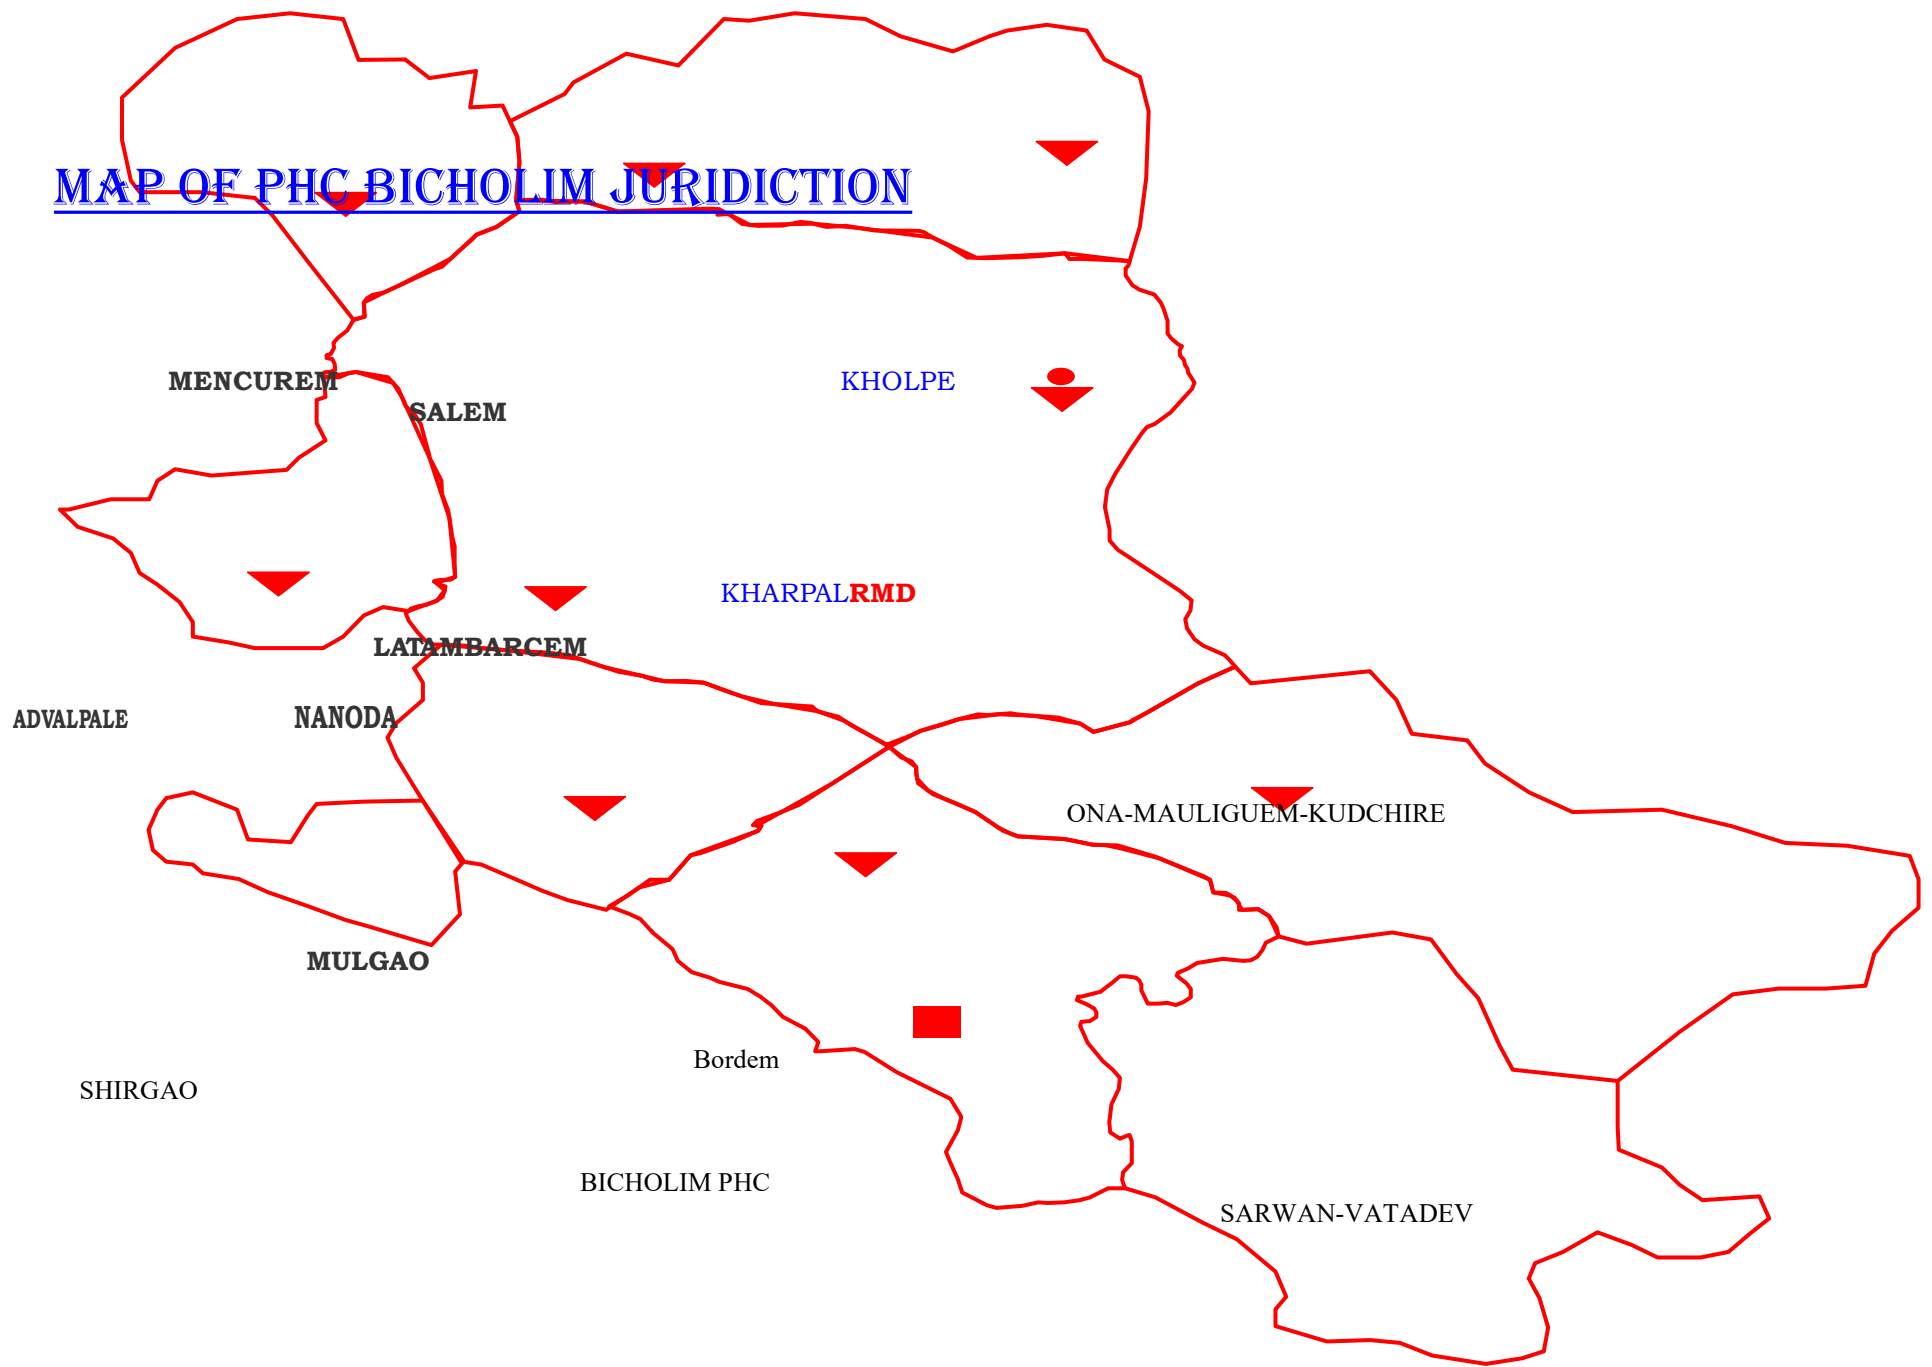 MAP OF PHC BICHOLIM JURIDICTION
MENCUREM
KHOLPE
SALEM
KHARPALRMD
LATAMBARCEM
ADVALPALE
NANODA
ONA-MAULIGUEM-KUDCHIRE
MULGAO
Bordem
SHIRGAO
BICHOLIM PHC
SARWAN-VATADEV